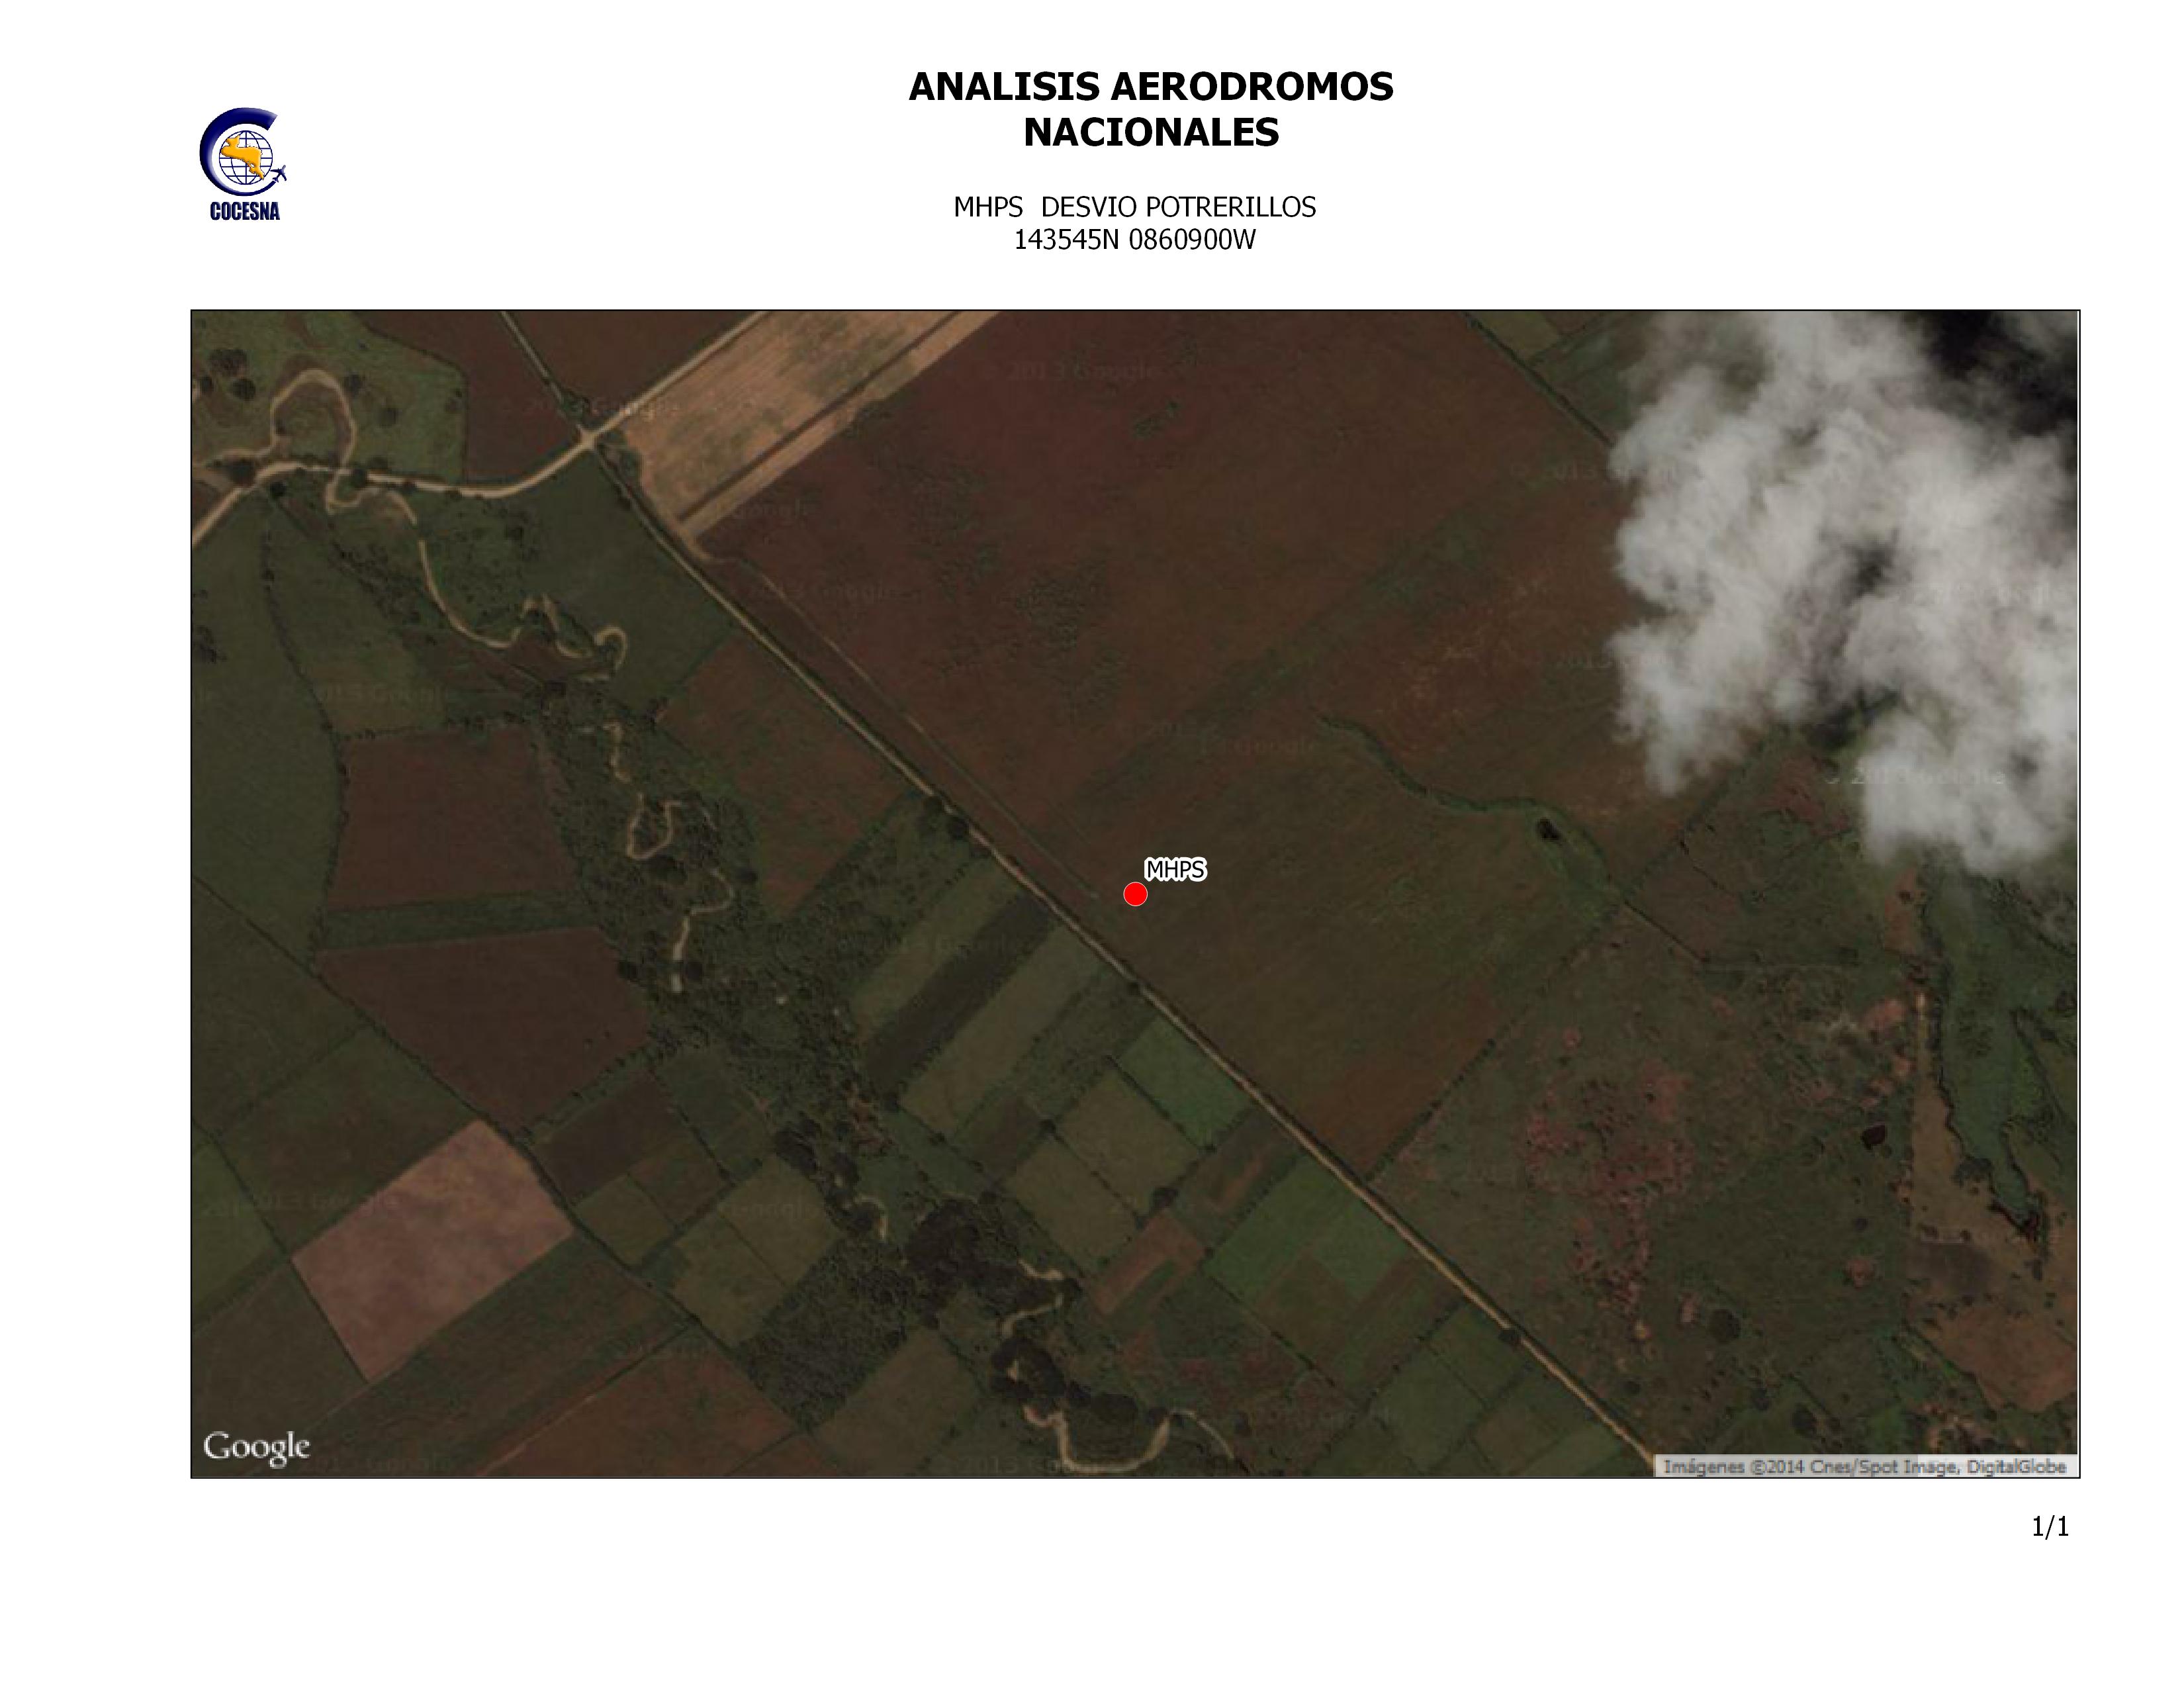 ANALISIS AERODROMOS
NACIONALES
COCESNA
MHPS DESVIO POTRERILLOS
143545N 0860900W
MHPS
Google
Imágenes ©2014 Cnes/Spot Image, DigitalGlobe
1/1